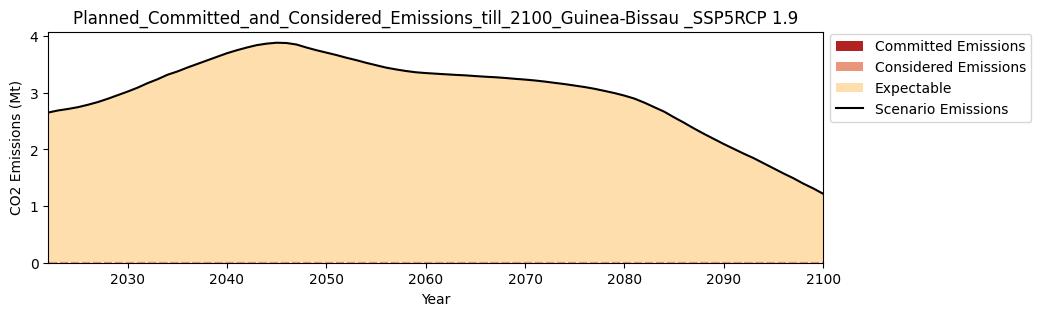 Planned_Committed_and_Considered_Emissions_till_2100_Guinea-Bissau _SSP5RCP 1.9
4
3
2
1
0
CO2 Emissions (Mt)
2030 2040 2050 2060 2070 2080 2090 2100
Year
Committed Emissions
Considered Emissions
Expectable
Scenario Emissions